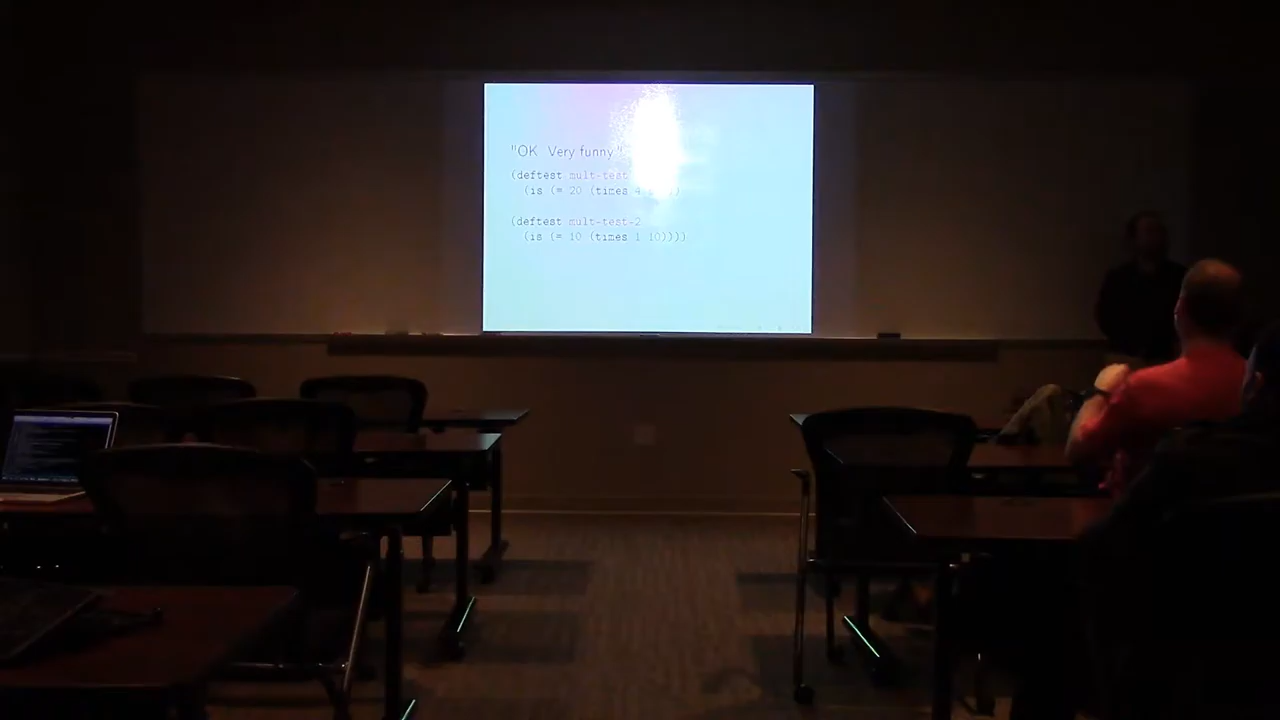 "OK Very funny"
(deftest mult-test
(is (= 20 (times 4
(deftest mult-test-2
(is (= 10 (times 1 10))))